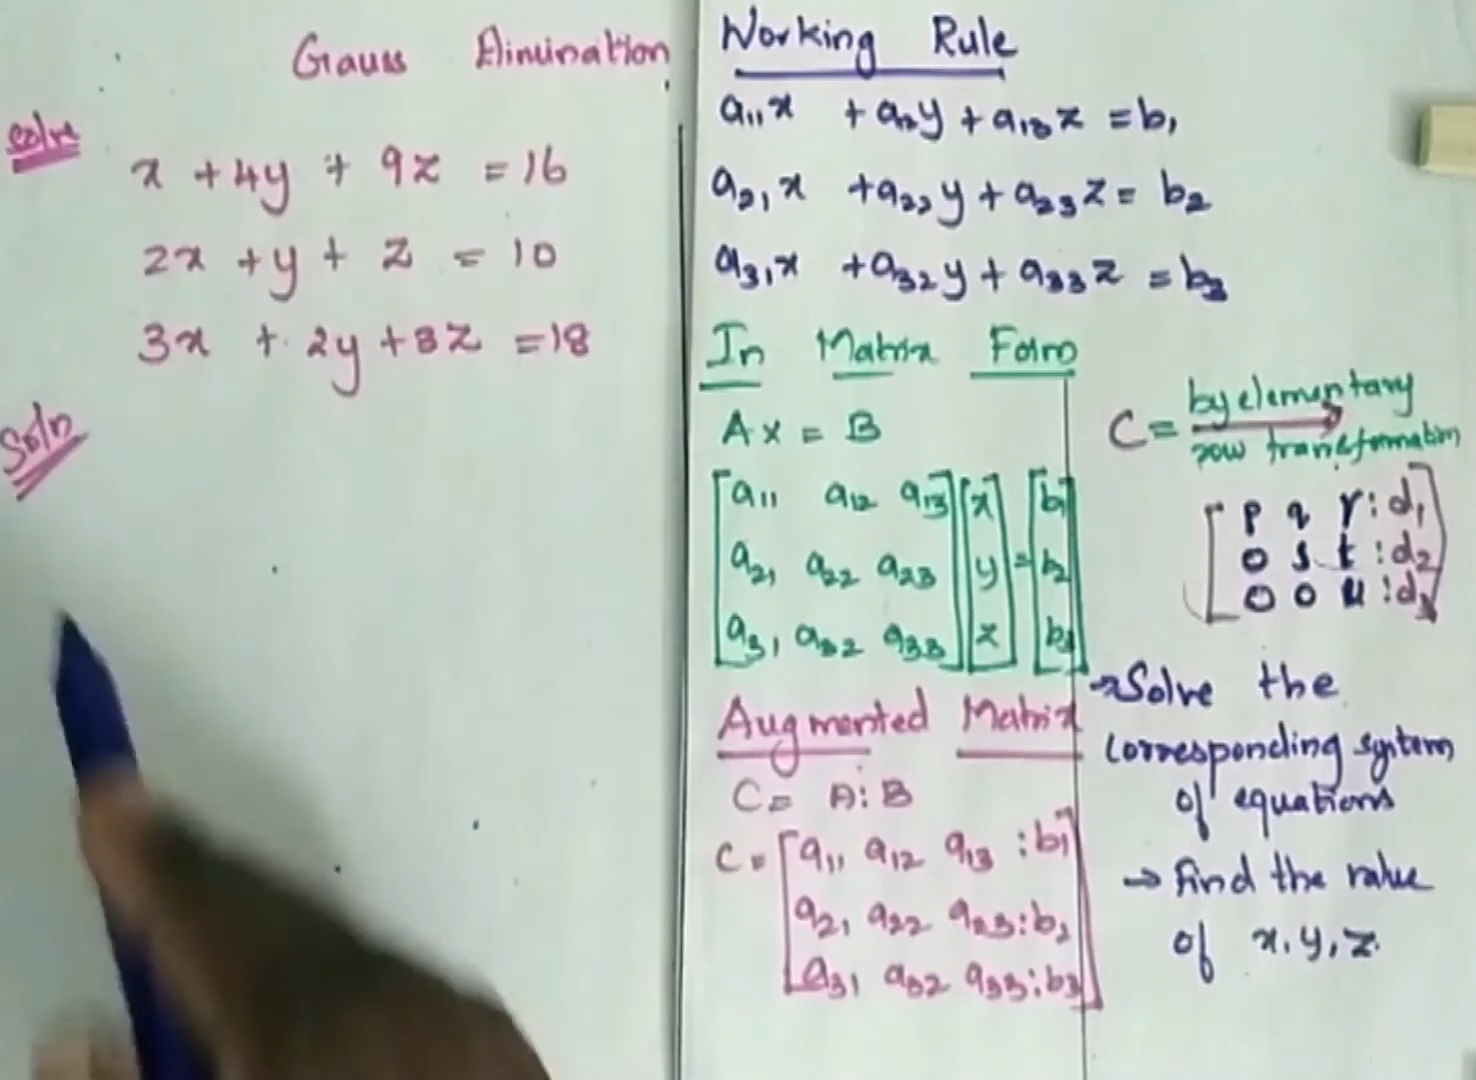 Gauss Elimination
Solve
x + 4y + 9z = 16
2x + y + z = 10
3x + 2y + 3z = 18
Soln
Working Rule
a₁₁x + a₁₂y + a₁₃z = b₁
a₂₁x + a₂₂y + a₂₃z = b₂
a₃₁x + a₃₂y + a₃₃z = b₃
In Matrix Form
AX = B
[a₁₁ a₁₂ a₁₃] [x] = [b₁]
[a₂₁ a₂₂ a₂₃] [y] = [b₂]
[a₃₁ a₃₂ a₃₃] [z] = [b₃]
Augmented Matrix
C = A:B
C = [a₁₁ a₁₂ a₁₃ : b₁
a₂₁ a₂₂ a₂₃ : b₂
a₃₁ a₃₂ a₃₃ : b₃]
C = by elementary
row transformation
[p q r : d₁
0 s t : d₂
0 0 u : d₃]
→ Solve the
corresponding system
of equations
→ Find the value
of x, y, z.